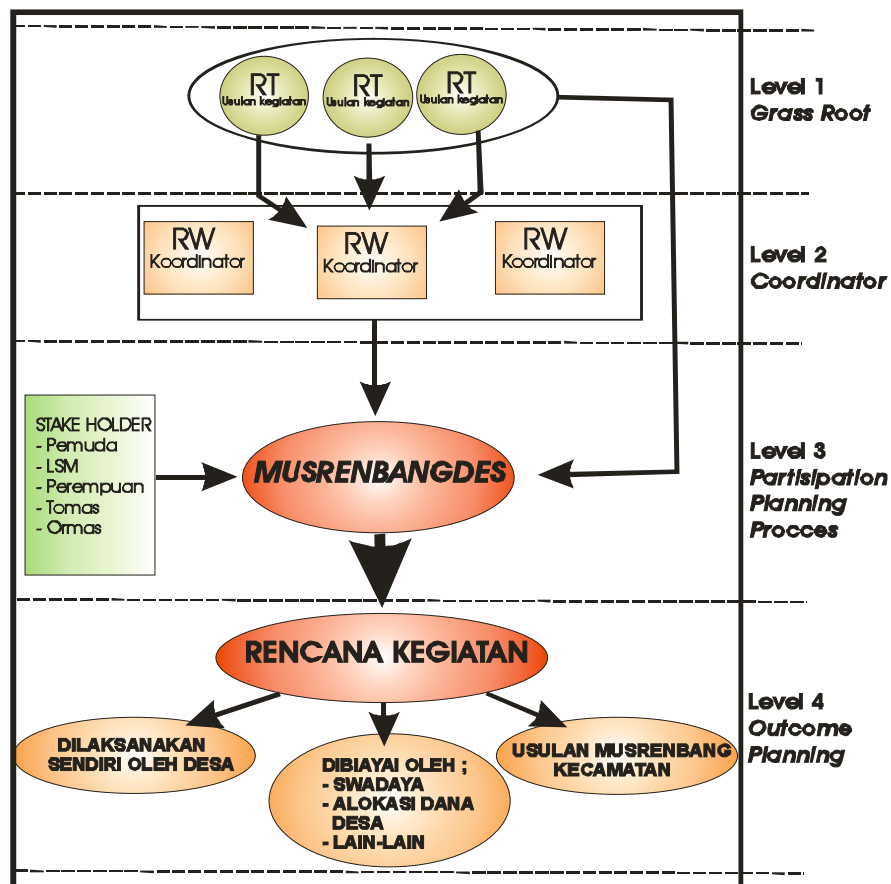 RT
Usulan kegiatan
RT
Usulan kegiatan
RT
Usulan kegiatan
Level 1
Grass Roof
RW
Koordinator
RW
Koordinator
RW
Koordinator
Level 2
Coordinator
STAKE HOLDER
- Pemuda
- LSM
- Perempuan
- Tomas
- Ormas
MUSRENBANGDES
Level 3
Partisipation
Planning
Procces
RENCANA KEGIATAN
Level 4
Outcome
Planning
DILAKSANAKAN
SENDIRI OLEH DESA
DIBIAYAI OLEH ;
- SWADAYA
- ALOKASI DANA
DESA
- LAIN-LAIN
USULAN MUSRENBANG
KECAMATAN